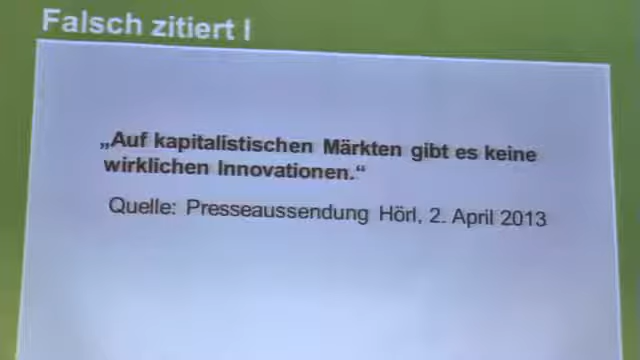 Falsch zitiert I
„Auf kapitalistischen Märkten gibt es keine
wirklichen Innovationen.“
Quelle: Presseaussendung Hörl, 2. April 2013